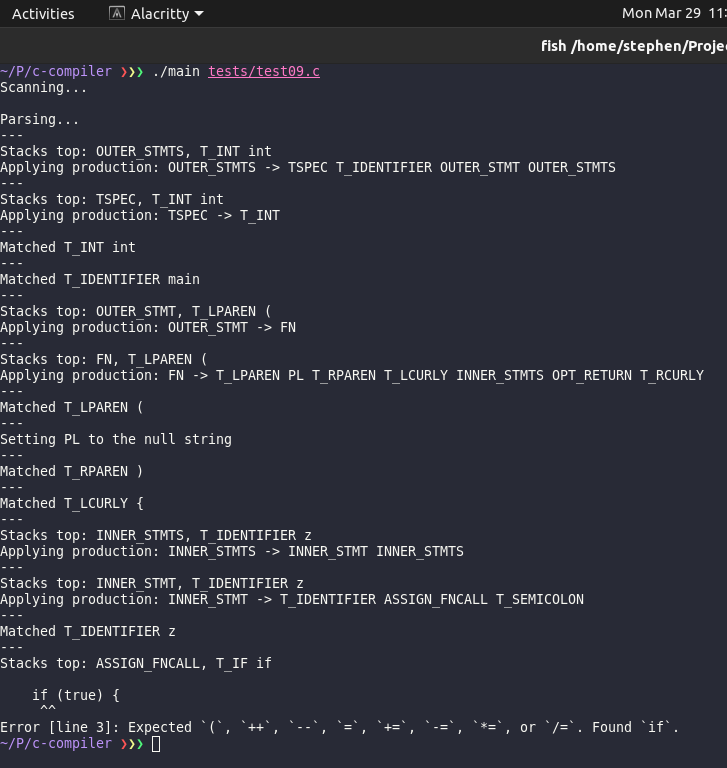 Activities Alacritty Mon Mar 29 11:
fish /home/stephen/Proje
~/P/c-compiler ❯❯❯ ./main tests/test09.c
Scanning...
Parsing...
---
Stacks top: OUTER_STMTS, T_INT int
Applying production: OUTER_STMTS -> TSPEC T_IDENTIFIER OUTER_STMT OUTER_STMTS
---
Stacks top: TSPEC, T_INT int
Applying production: TSPEC -> T_INT
---
Matched T_INT int
---
Matched T_IDENTIFIER main
---
Stacks top: OUTER_STMT, T_LPAREN (
Applying production: OUTER_STMT -> FN
---
Stacks top: FN, T_LPAREN (
Applying production: FN -> T_LPAREN PL T_RPAREN T_LCURLY INNER_STMTS OPT_RETURN T_RCURLY
---
Matched T_LPAREN (
---
Setting PL to the null string
---
Matched T_RPAREN )
---
Matched T_LCURLY {
---
Stacks top: INNER_STMTS, T_IDENTIFIER z
Applying production: INNER_STMTS -> INNER_STMT INNER_STMTS
---
Stacks top: INNER_STMT, T_IDENTIFIER z
Applying production: INNER_STMT -> T_IDENTIFIER ASSIGN_FNCALL T_SEMICOLON
---
Matched T_IDENTIFIER z
---
Stacks top: ASSIGN_FNCALL, T_IF if
if (true) {
^^
Error [line 3]: Expected `(`, `++`, `--`, `=`, `+=`, `-=`, `*=`, or `/=`. Found `if`.
~/P/c-compiler ❯❯❯